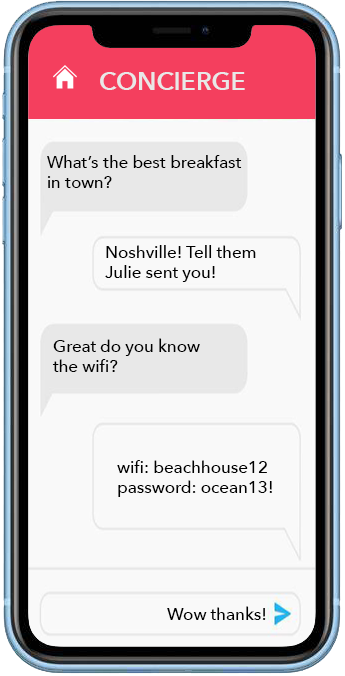 CONCIERGE
What's the best breakfast
in town?
Noshville! Tell them
Julie sent you!
Great do you know
the wifi?
wifi: beachhouse12
password: ocean13!
Wow thanks!